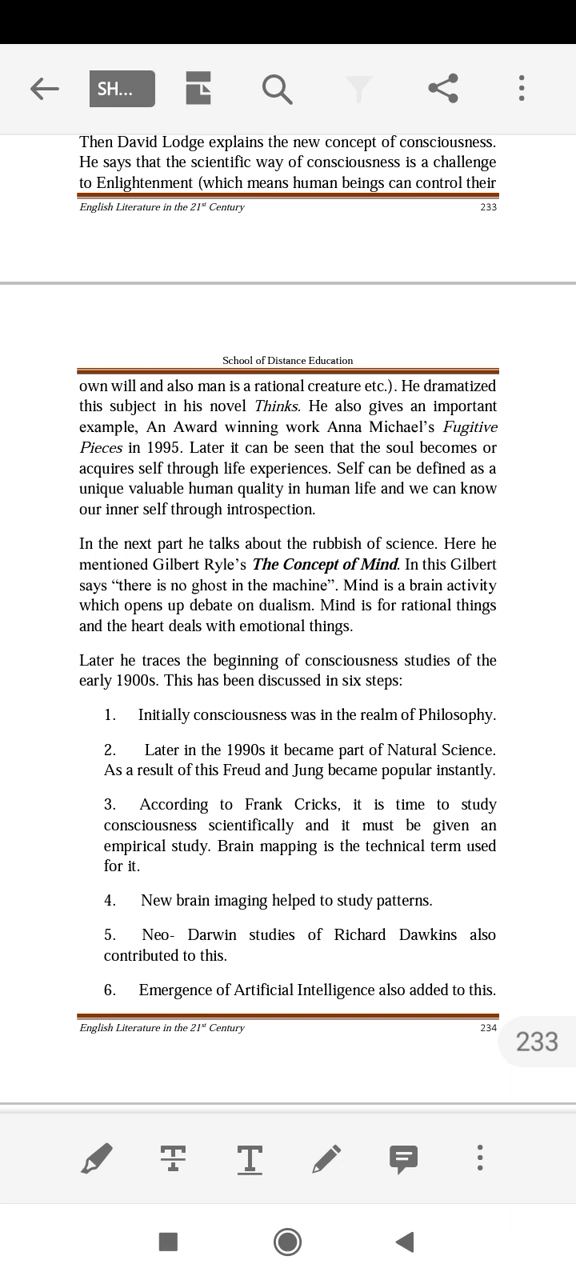 SH...
Then David Lodge explains the new concept of consciousness.
He says that the scientific way of consciousness is a challenge
to Enlightenment (which means human beings can control their
English Literature in the 21st Century 233
School of Distance Education
own will and also man is a rational creature etc.). He dramatized
this subject in his novel Thinks. He also gives an important
example, An Award winning work Anna Michael’s Fugitive
Pieces in 1995. Later it can be seen that the soul becomes or
acquires self through life experiences. Self can be defined as a
unique valuable human quality in human life and we can know
our inner self through introspection.
In the next part he talks about the rubbish of science. Here he
mentioned Gilbert Ryle’s The Concept of Mind. In this Gilbert
says “there is no ghost in the machine”. Mind is a brain activity
which opens up debate on dualism. Mind is for rational things
and the heart deals with emotional things.
Later he traces the beginning of consciousness studies of the
early 1900s. This has been discussed in six steps:
1. Initially consciousness was in the realm of Philosophy.
2. Later in the 1990s it became part of Natural Science.
As a result of this Freud and Jung became popular instantly.
3. According to Frank Cricks, it is time to study
consciousness scientifically and it must be given an
empirical study. Brain mapping is the technical term used
for it.
4. New brain imaging helped to study patterns.
5. Neo- Darwin studies of Richard Dawkins also
contributed to this.
6. Emergence of Artificial Intelligence also added to this.
English Literature in the 21st Century 234
233